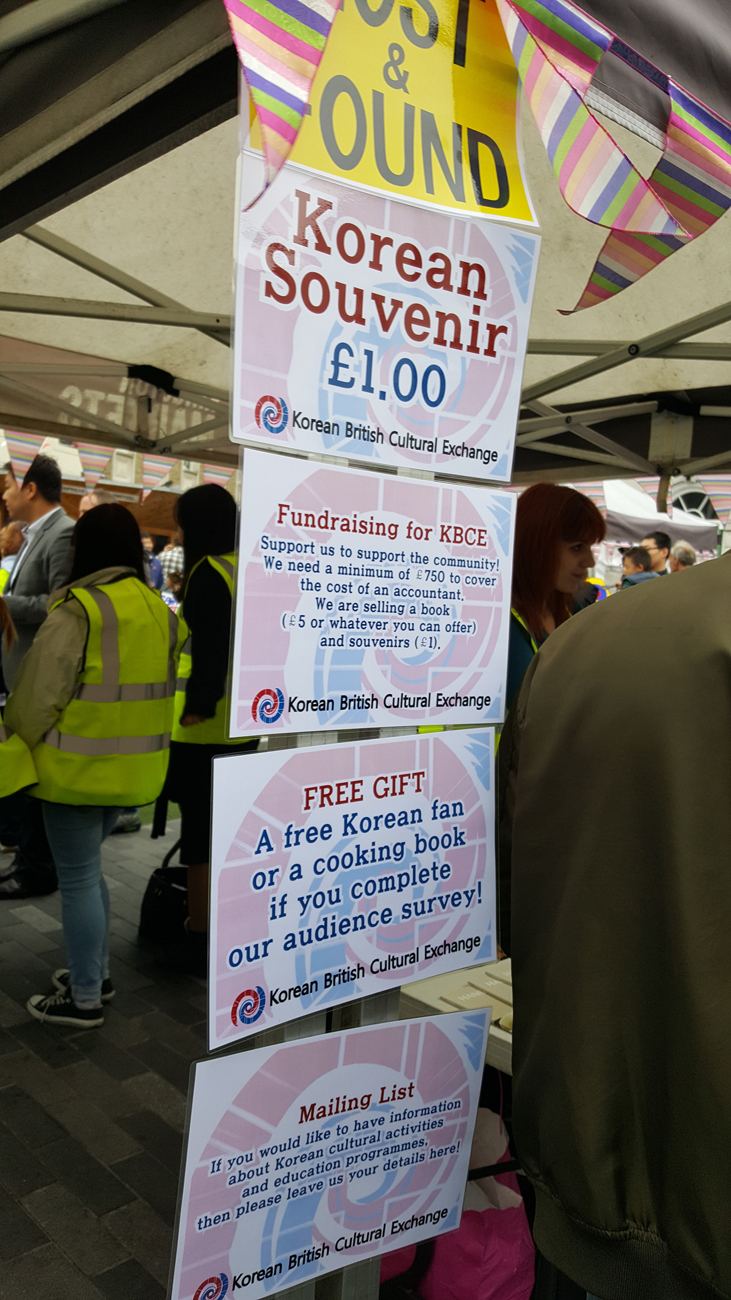 &
Korean
Souvenir
£1.00
Korean British Cultural Exchange
Fundraising for KBCE
Support us to support the community!
We need a minimum of £750 to cover
the cost of an accountant.
We are selling a book
(£5 or whatever you can offer)
and souvenirs (£1).
Korean British Cultural Exchange
FREE GIFT
A free Korean fan
or a cooking book
if you complete
our audience survey!
Korean British Cultural Exchange
Mailing List
If you would like to have information
about Korean cultural activities
and education programmes,
then please leave us your details here!
Korean British Cultural Exchange